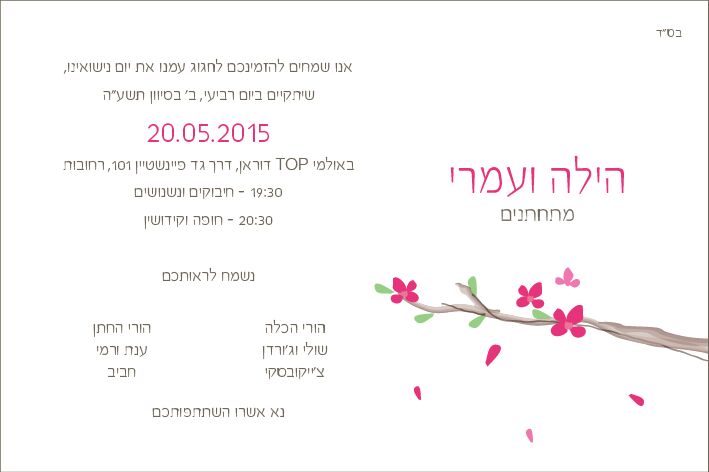 בס"ד
הילה ועמרי
מתחתנים
אנו שמחים להזמינכם לחגוג עמנו את יום נישואינו,
שיתקיים ביום רביעי, ב' בסיוון תשע"ה
20.05.2015
באולמי TOP דוראן, דרך גד פיינשטיין 101, רחובות
19:30 - חיבוקים ונשנושים
20:30 - חופה וקידושין
נשמח לראותכם
הורי הכלה
שולי וג'ורדן
צ'ייקובסקי
הורי החתן
ענת ורמי
חביב
נא אשרו השתתפותכם